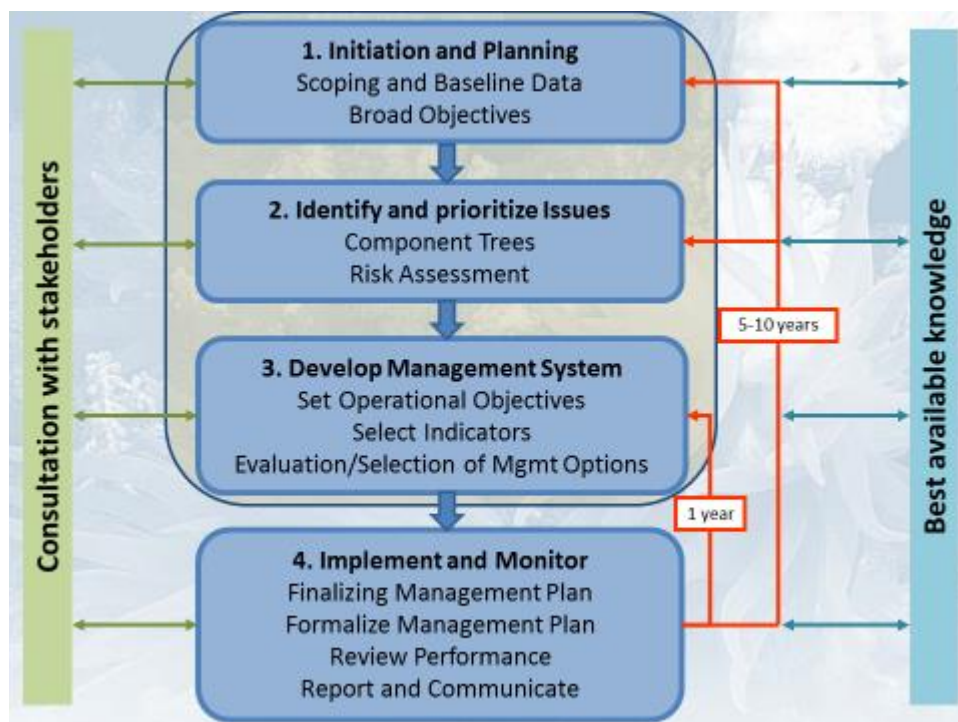 Consultation with stakeholders
1. Initiation and Planning
Scoping and Baseline Data
Broad Objectives
2. Identify and prioritize Issues
Component Trees
Risk Assessment
3. Develop Management System
Set Operational Objectives
Select Indicators
Evaluation/Selection of Mgmt Options
4. Implement and Monitor
Finalizing Management Plan
Formalize Management Plan
Review Performance
Report and Communicate
5-10 years
1 year
Best available knowledge